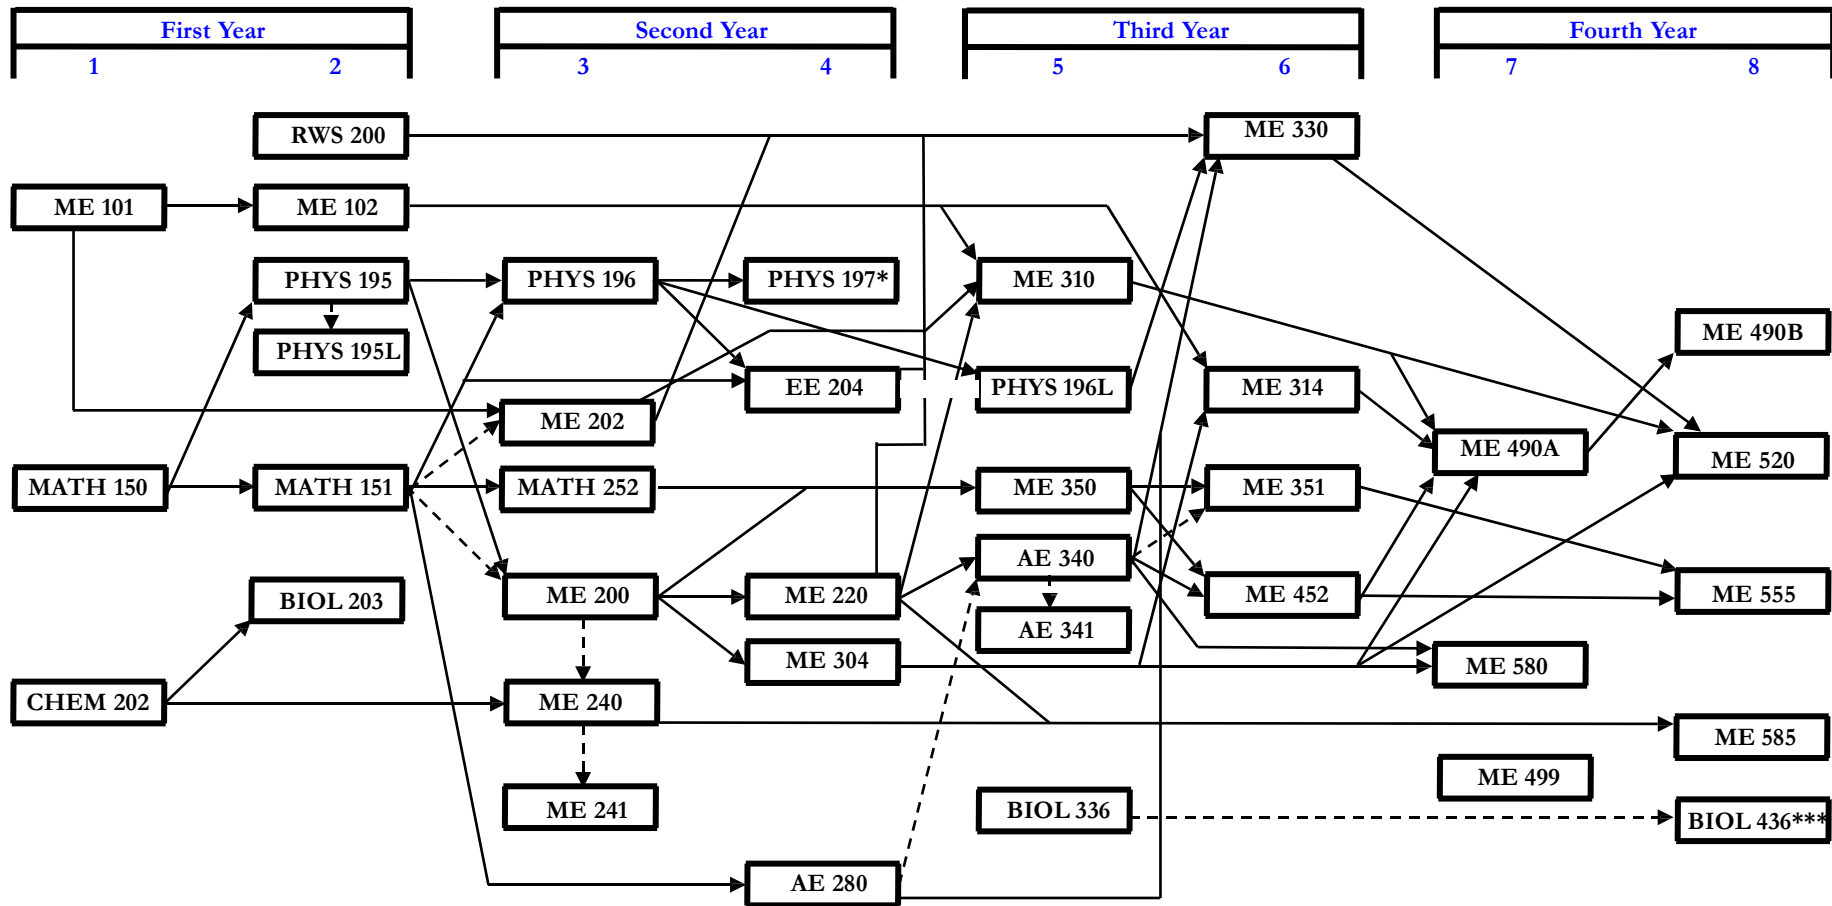 First Year
Second Year
Third Year
Fourth Year
1
2
3
4
5
6
7
8
RWS 200
ME 330
ME 101
ME 102
PHYS 195
PHYS 196
PHYS 197*
ME 310
PHYS 195L
ME 490B
EE 204
PHYS 196L
ME 314
ME 202
ME 490A
ME 520
MATH 150
MATH 151
MATH 252
ME 350
ME 351
AE 340
BIOL 203
ME 200
ME 220
ME 452
ME 555
AE 341
ME 304
ME 580
CHEM 202
ME 240
ME 585
ME 499
ME 241
BIOL 336
BIOL 436***
AE 280